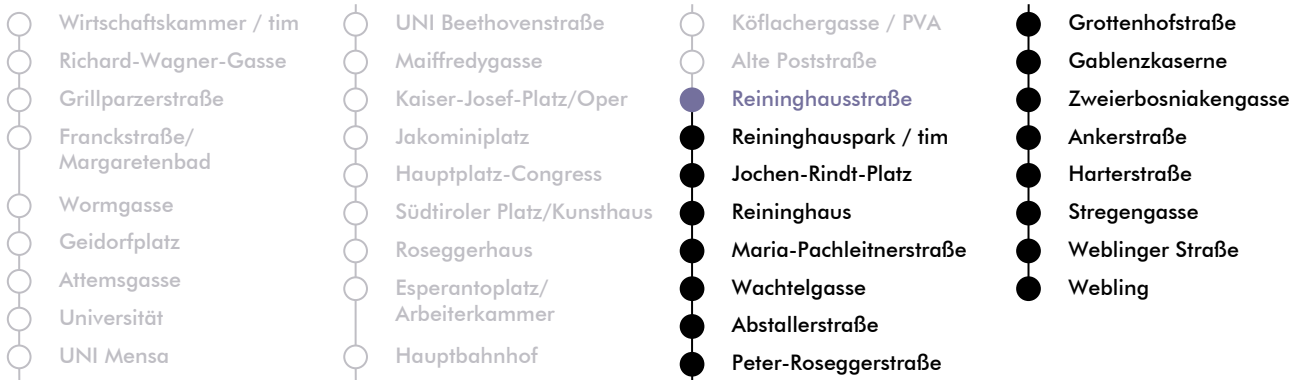 Wirtschaftskammer / tim
Richard-Wagner-Gasse
Grillparzerstraße
Franckstraße/
Margaretenbad
Wormgasse
Geidorfplatz
Attemsgasse
Universität
UNI Mensa
UNI Beethovenstraße
Maiffredygasse
Kaiser-Josef-Platz/Oper
Jakominiplatz
Hauptplatz-Congress
Südtiroler Platz/Kunsthaus
Roseggerhaus
Esperantoplatz/
Arbeiterkammer
Hauptbahnhof
Köflachergasse / PVA
Alte Poststraße
Reininghausstraße
Reininghauspark / tim
Jochen-Rindt-Platz
Reininghaus
Maria-Pachleitnerstraße
Wachtelgasse
Abstallerstraße
Peter-Roseggerstraße
Grottenhofstraße
Gablenzkaserne
Zweierbosniakengasse
Ankerstraße
Harterstraße
Stregengasse
Weblinger Straße
Webling